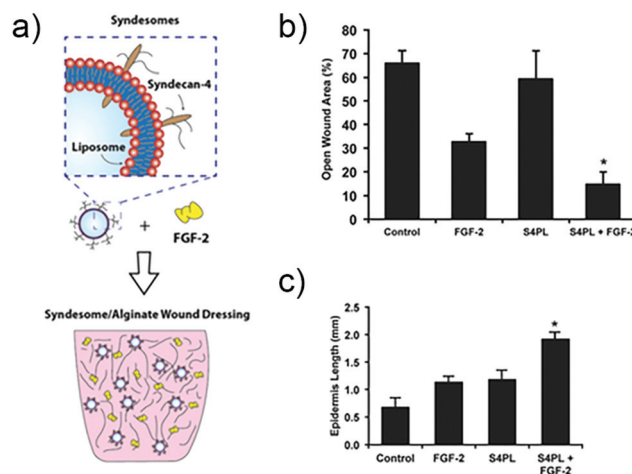 a)
Syndesomes
Syndecan-4
Liposome
+
FGF-2
Syndesome/Alginate Wound Dressing
b)
Open Wound Area (%)
80
70
60
50
40
30
20
10
0
*
Control
FGF-2
S4PL
S4PL + FGF-2
c)
Epidermis Length (mm)
2.5
2.0
1.5
1.0
0.5
0.0
*
Control
FGF-2
S4PL
S4PL +
FGF-2